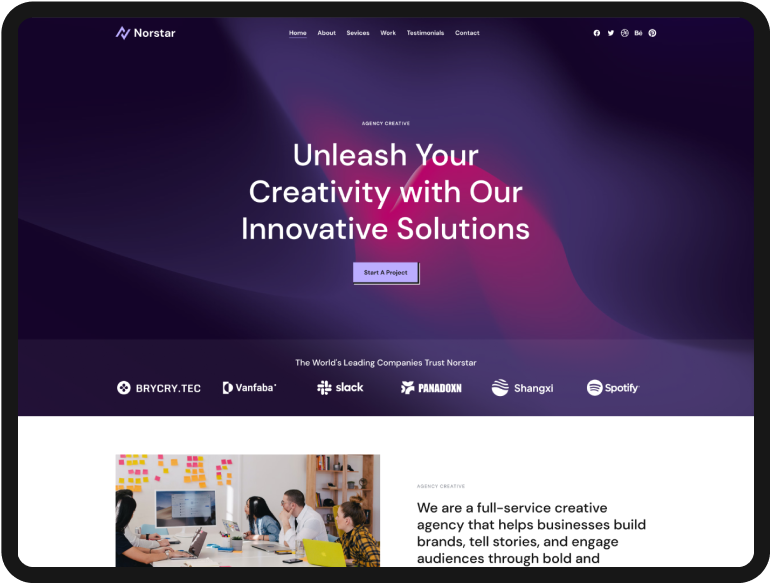 Norstar
Home About Sevices Work Testimonials Contact
Bē
AGENCY CREATIVE
Unleash Your
Creativity with Our
Innovative Solutions
Start A Project
The World's Leading Companies Trust Norstar
BRYCRY.TEC Vanfaba slack PANADOXN Shangxi Spotify
AGENCY CREATIVE
We are a full-service creative
agency that helps businesses build
brands, tell stories, and engage
audiences through bold and